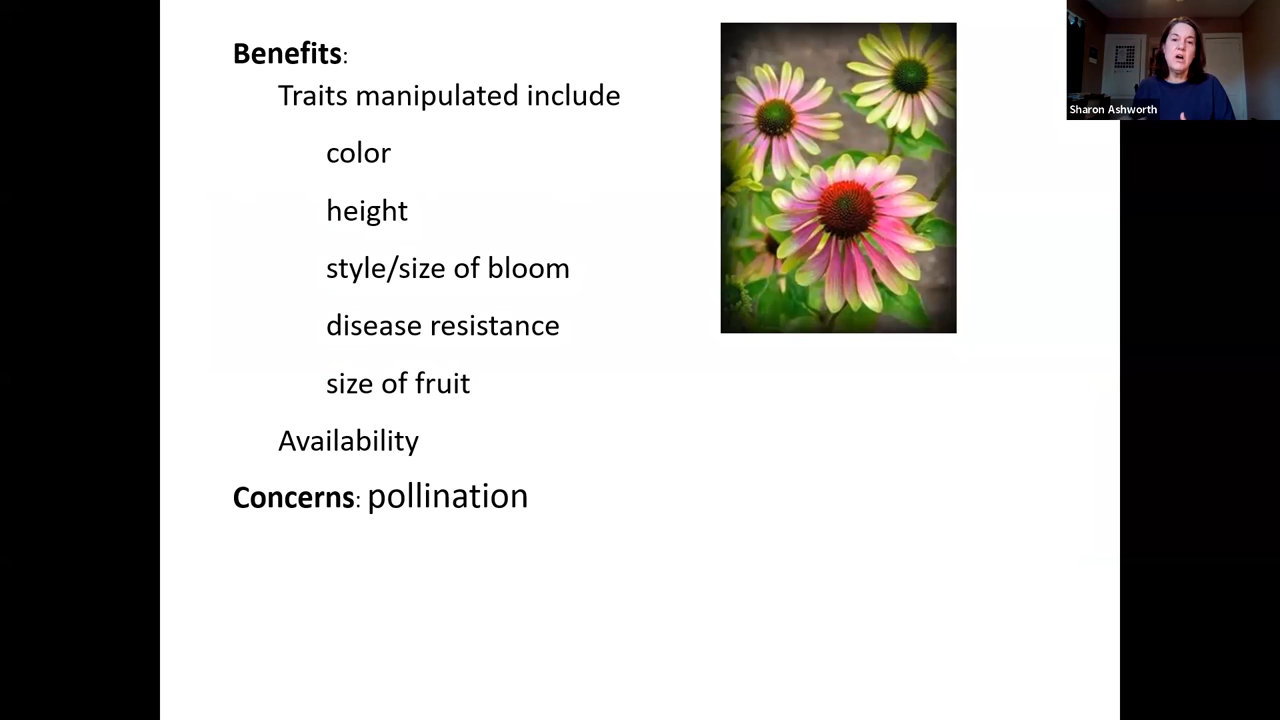 Benefits:
Traits manipulated include
color
height
style/size of bloom
disease resistance
size of fruit
Availability
Concerns: pollination
Sharon Ashworth